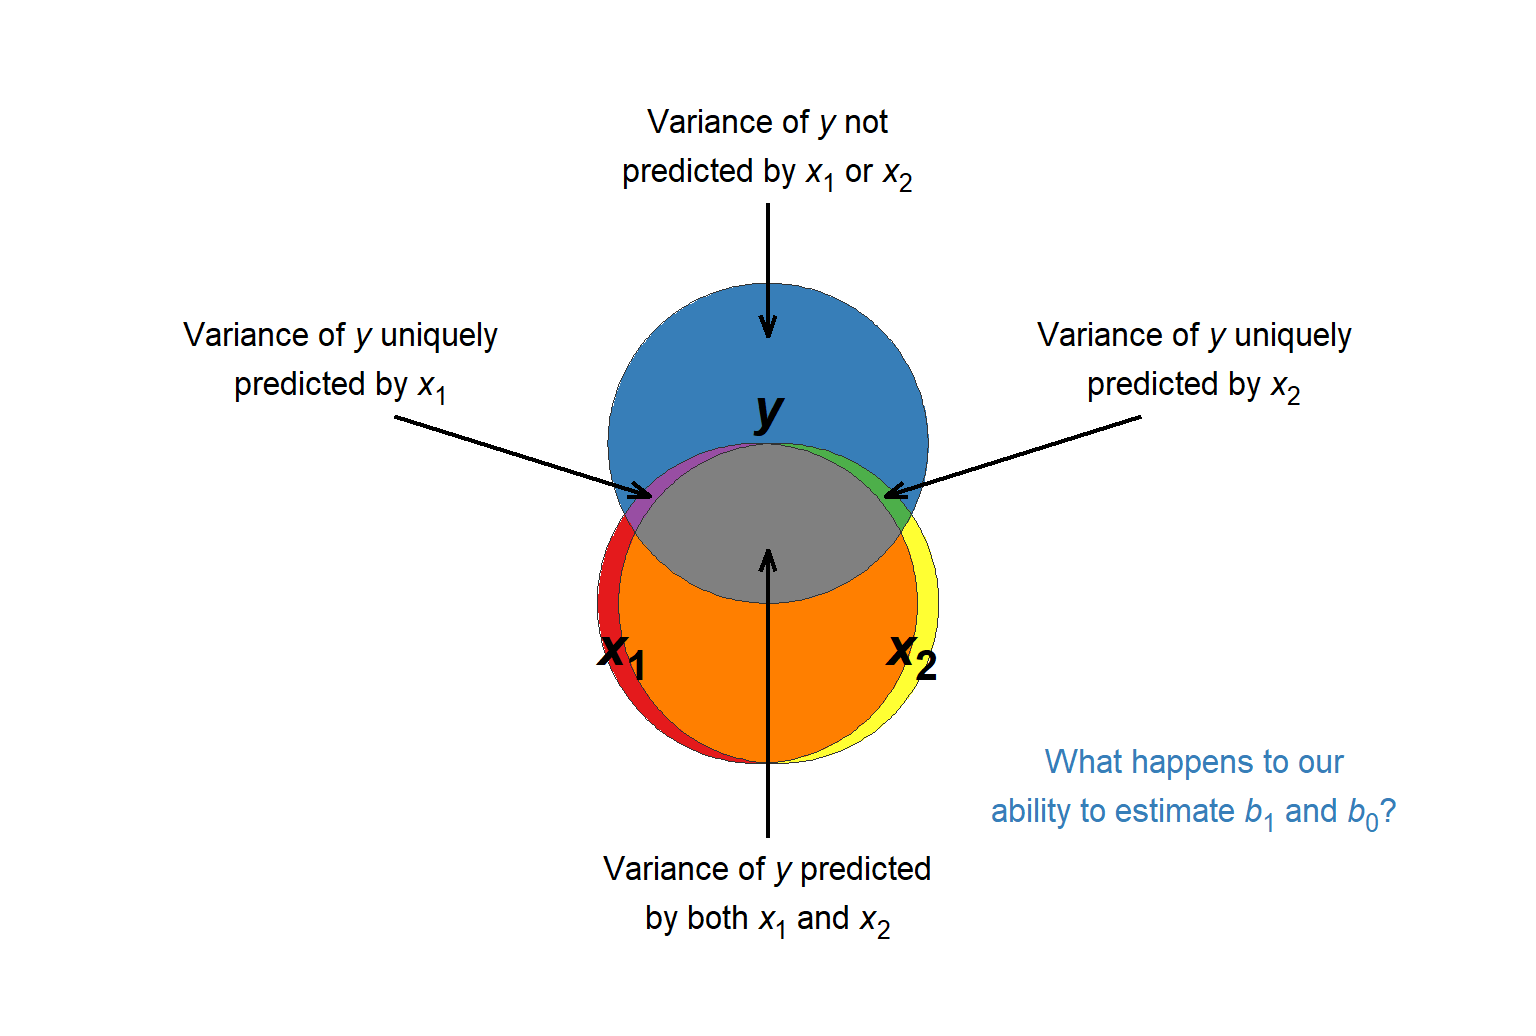 Variance of y not
predicted by x₁ or x₂
Variance of y uniquely
predicted by x₁
Variance of y uniquely
predicted by x₂
y
x₁
x₂
What happens to our
ability to estimate b₁ and b₀?
Variance of y predicted
by both x₁ and x₂